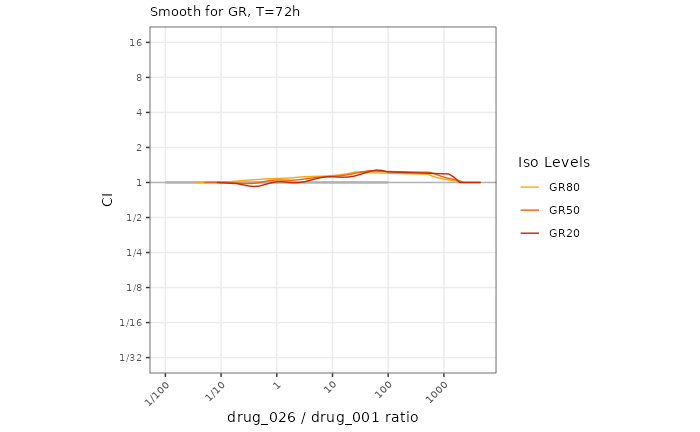 Smooth for GR, T=72h
16
8
4
2
1
1/2
1/4
1/8
1/16
1/32
CI
1/100
1/10
1
10
100
1000
drug_026 / drug_001 ratio
Iso Levels
GR80
GR50
GR20